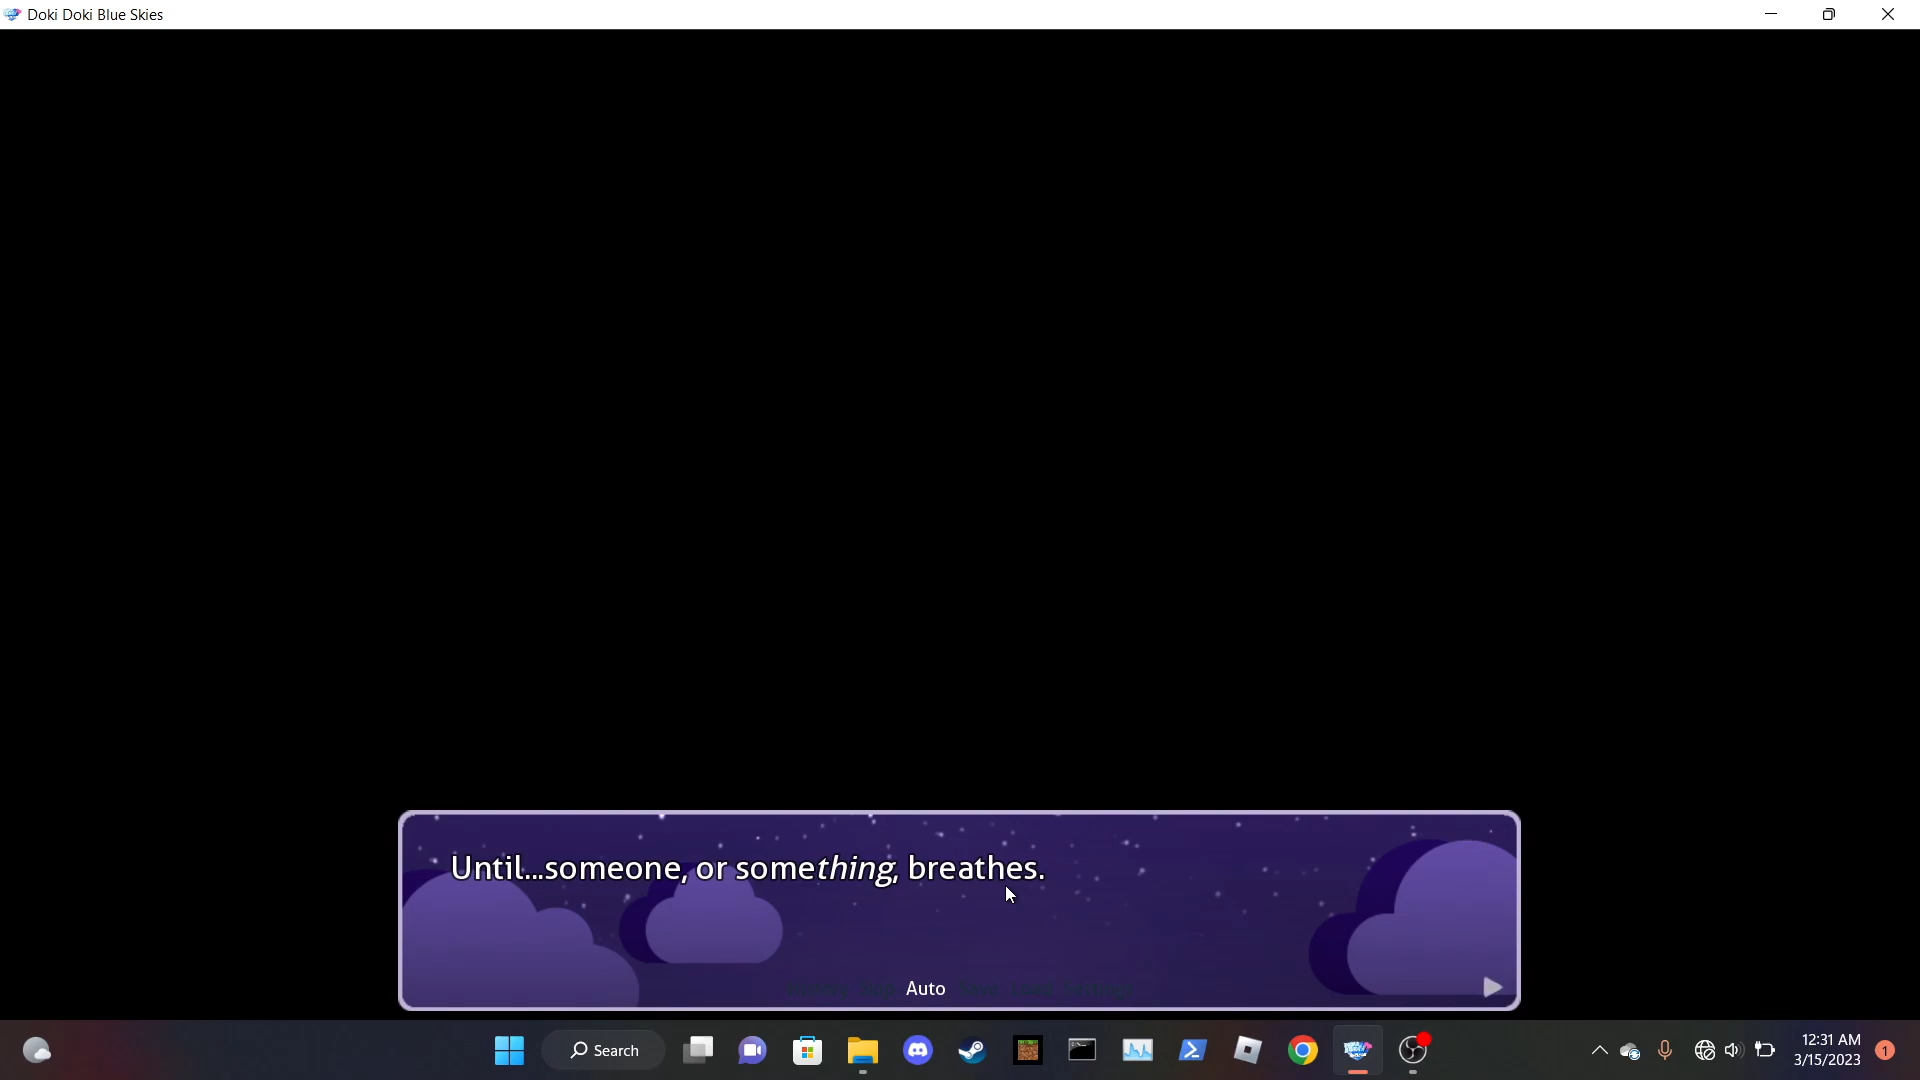 Doki Doki Blue Skies
Until...someone, or something, breathes.
Auto
Search
12:31 AM
3/15/2023
1